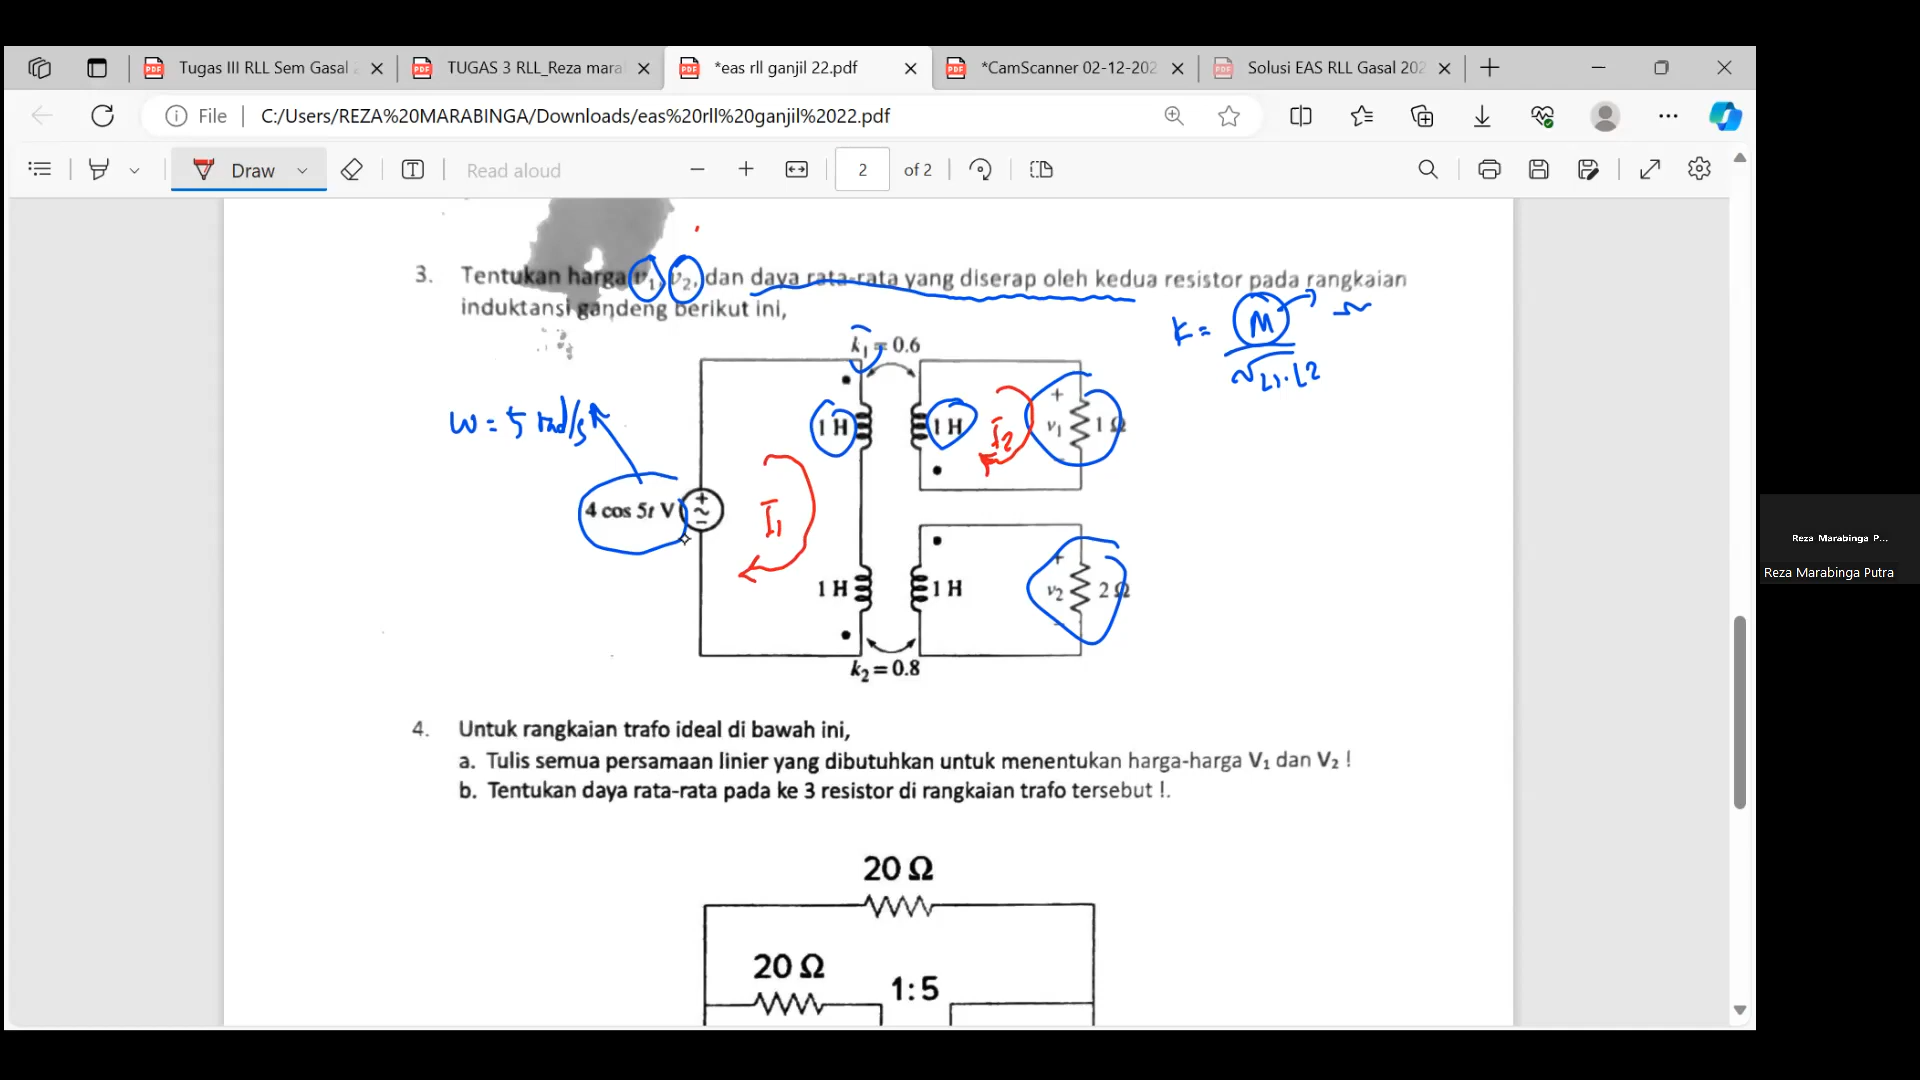 Tugas III RLL Sem Gasal 2
TUGAS 3 RLL_Reza mara
*eas rll ganjil 22.pdf
*CamScanner 02-12-202
Solusi EAS RLL Gasal 202
File
C:/Users/REZA%20MARABINGA/Downloads/eas%20rll%20ganjil%2022.pdf
Draw
Read aloud
2 of 2
3. Tentukan harga v₁, v₂, dan daya rata-rata yang diserap oleh kedua resistor pada rangkaian
induktansi gandeng berikut ini,
k = M / √L1.L2
k₁ = 0.6
ω = 5 rad/s
1 H
1 H
I₂
+
v₁
1 Ω
4 cos 5t V
+
~
−
I₁
+
1 H
1 H
v₂
2 Ω
−
k₂ = 0.8
4. Untuk rangkaian trafo ideal di bawah ini,
a. Tulis semua persamaan linier yang dibutuhkan untuk menentukan harga-harga V₁ dan V₂ !
b. Tentukan daya rata-rata pada ke 3 resistor di rangkaian trafo tersebut !.
20 Ω
20 Ω
1:5
Reza Marabinga P...
Reza Marabinga Putra